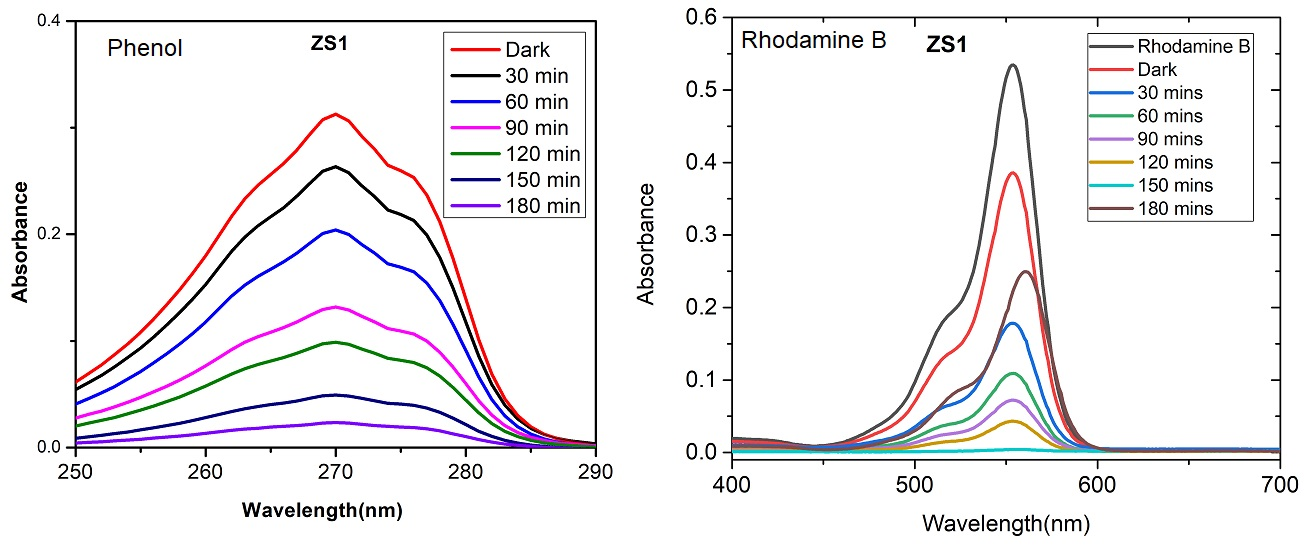 Phenol
ZS1
Dark
30 min
60 min
90 min
120 min
150 min
180 min
0.4
0.2
0.0
Absorbance
250
260
270
280
290
Wavelength(nm)
Rhodamine B
ZS1
Rhodamine B
Dark
30 mins
60 mins
90 mins
120 mins
150 mins
180 mins
0.6
0.5
0.4
0.3
0.2
0.1
0.0
Absorbance
400
500
600
700
Wavelength(nm)